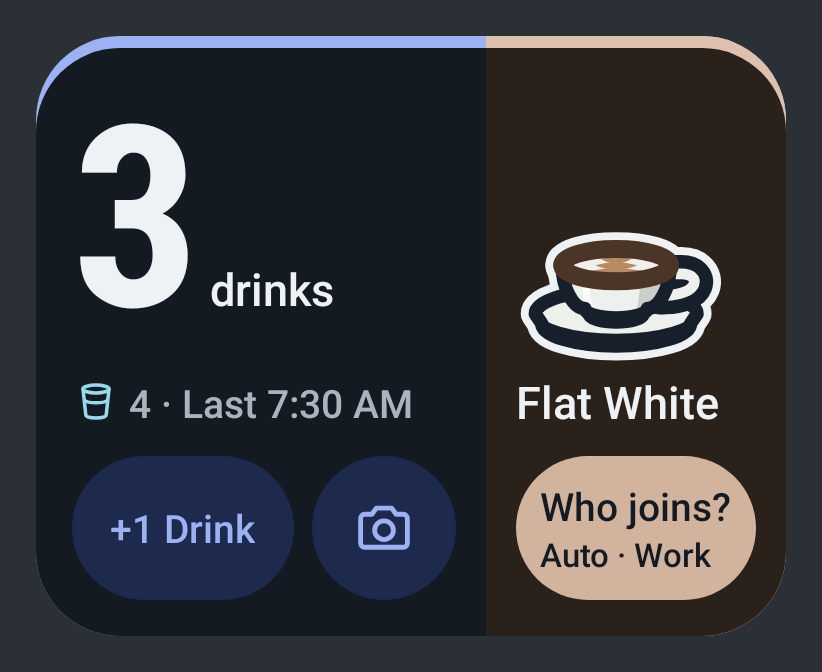 3 drinks
4 · Last 7:30 AM
+1 Drink
Flat White
Who joins?
Auto · Work